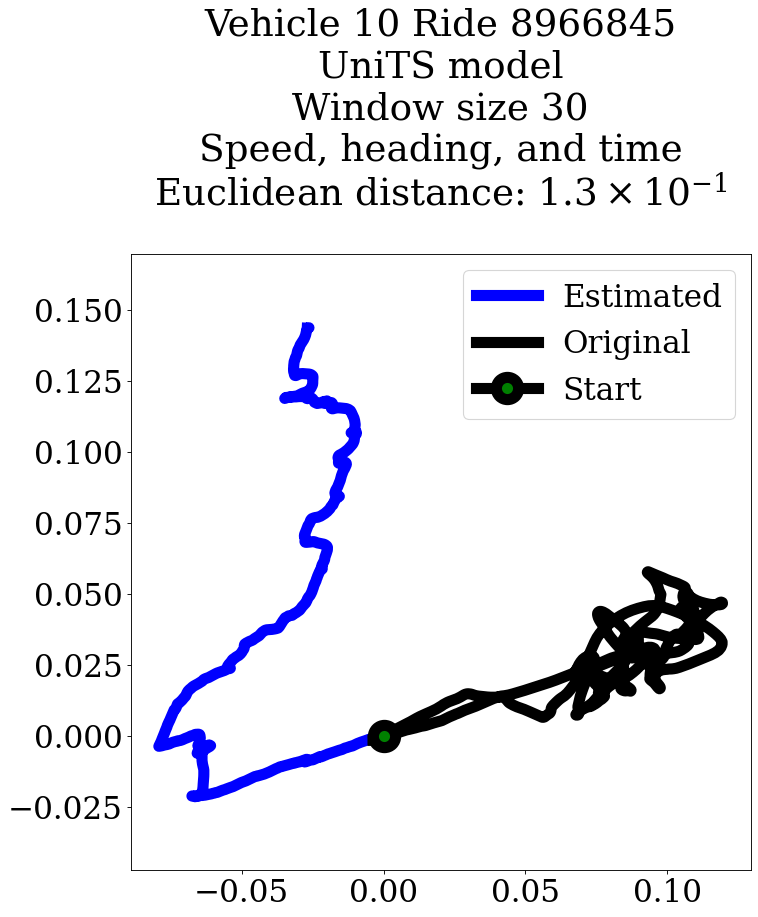 Vehicle 10 Ride 8966845
UniTS model
Window size 30
Speed, heading, and time
Euclidean distance: 1.3 × 10⁻¹
Estimated
Original
Start
0.150
0.125
0.100
0.075
0.050
0.025
0.000
−0.025
−0.05 0.00 0.05 0.10